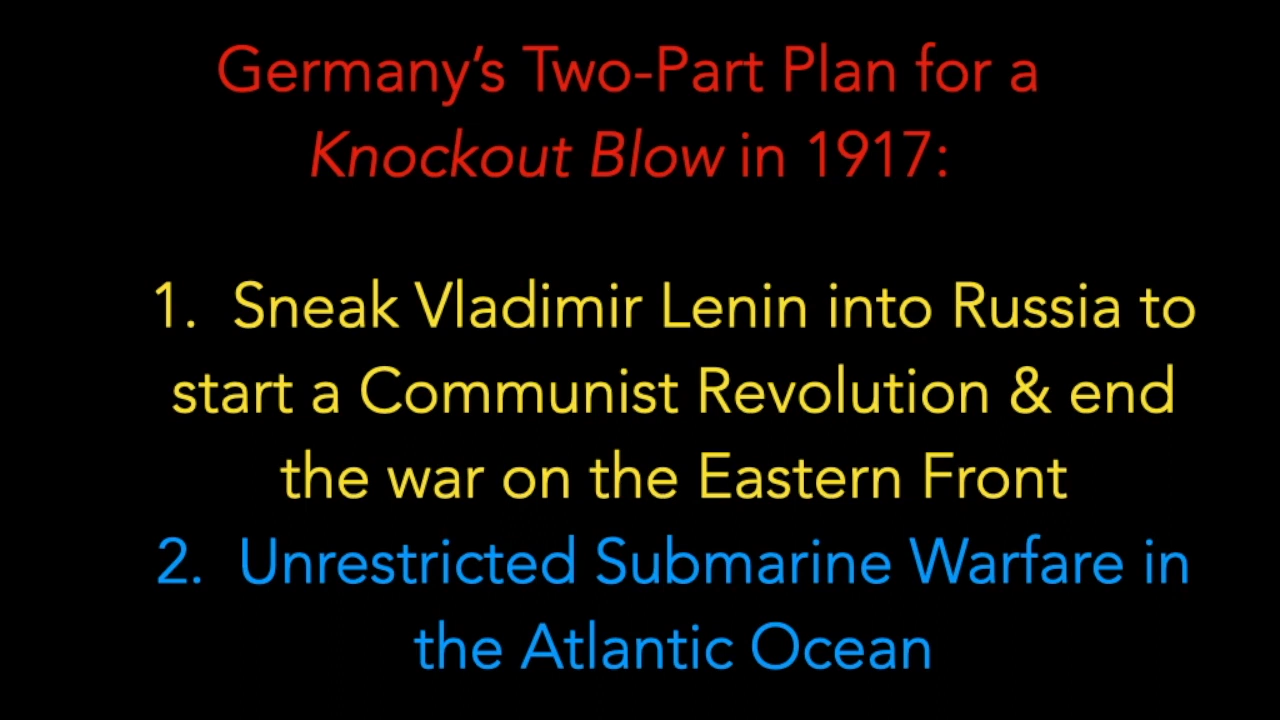 Germany’s Two-Part Plan for a
Knockout Blow in 1917:
1. Sneak Vladimir Lenin into Russia to
start a Communist Revolution & end
the war on the Eastern Front
2. Unrestricted Submarine Warfare in
the Atlantic Ocean